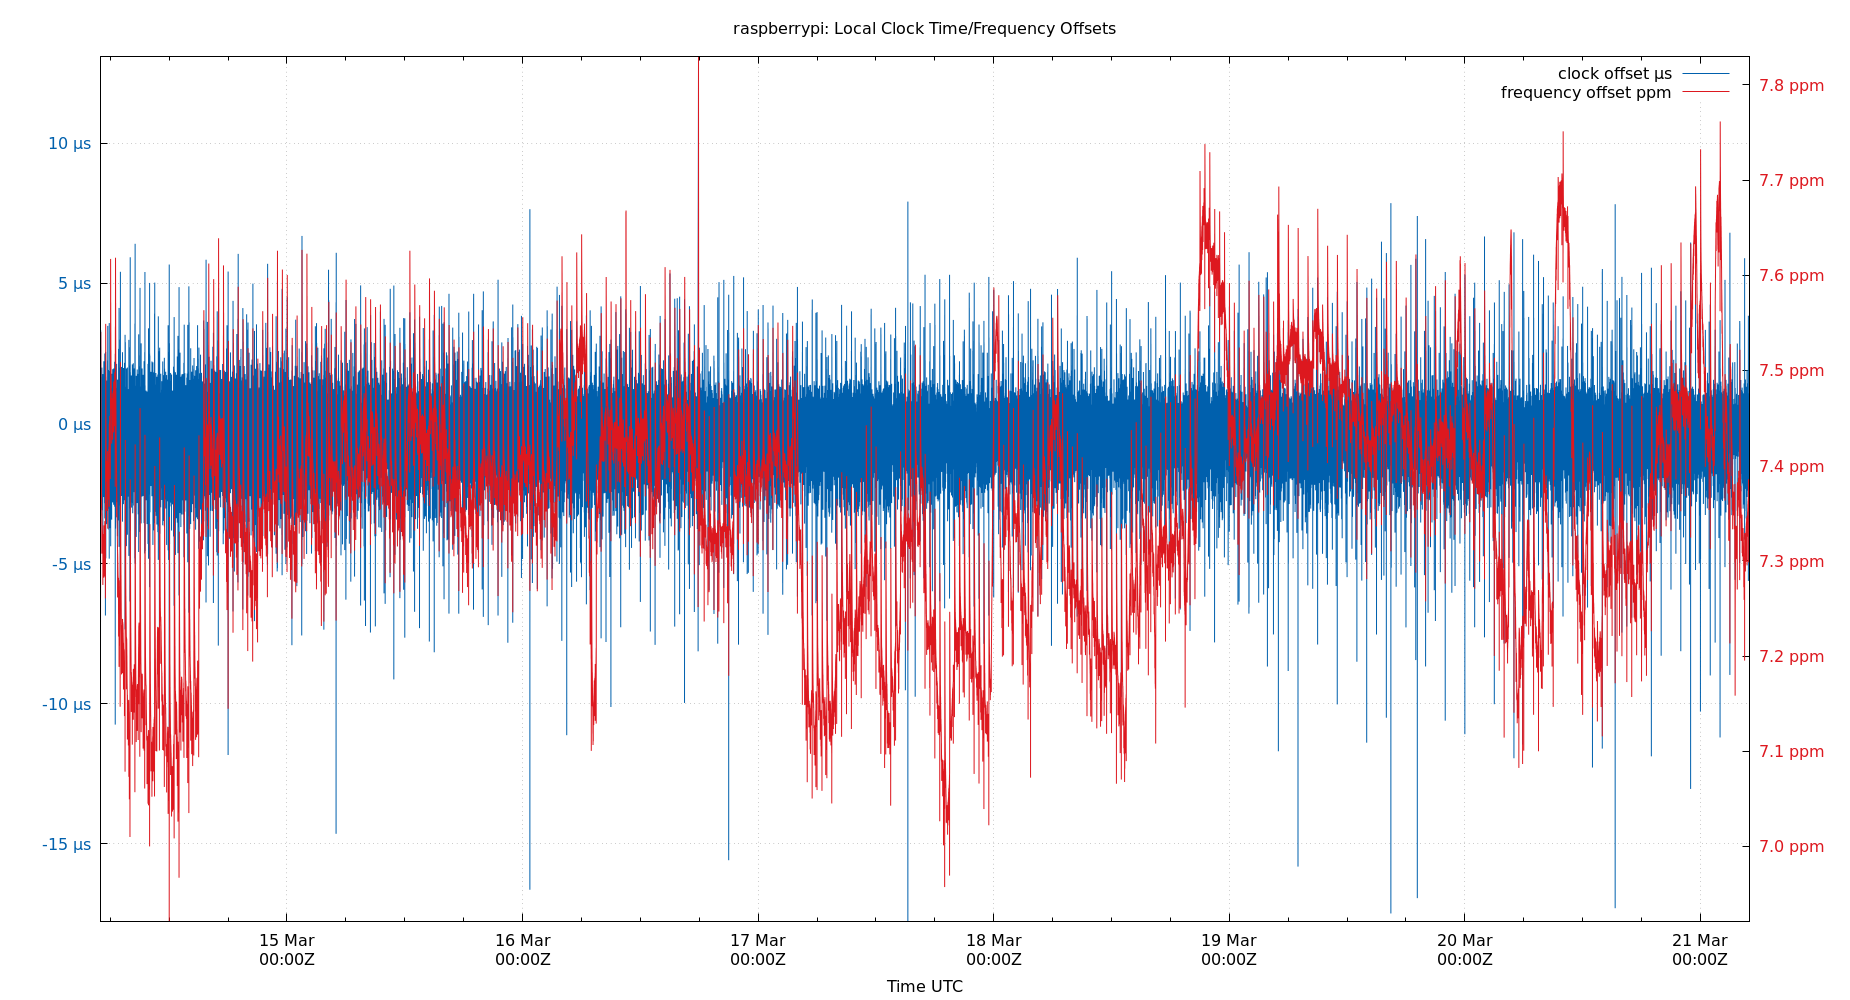 raspberrypi: Local Clock Time/Frequency Offsets
clock offset µs
frequency offset ppm
10 µs
5 µs
0 µs
-5 µs
-10 µs
-15 µs
7.8 ppm
7.7 ppm
7.6 ppm
7.5 ppm
7.4 ppm
7.3 ppm
7.2 ppm
7.1 ppm
7.0 ppm
15 Mar
00:00Z
16 Mar
00:00Z
17 Mar
00:00Z
18 Mar
00:00Z
19 Mar
00:00Z
20 Mar
00:00Z
21 Mar
00:00Z
Time UTC